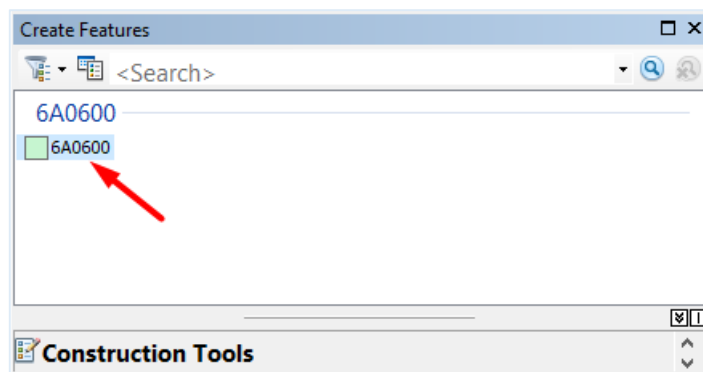 Create Features
<Search>
6A0600
6A0600
Construction Tools